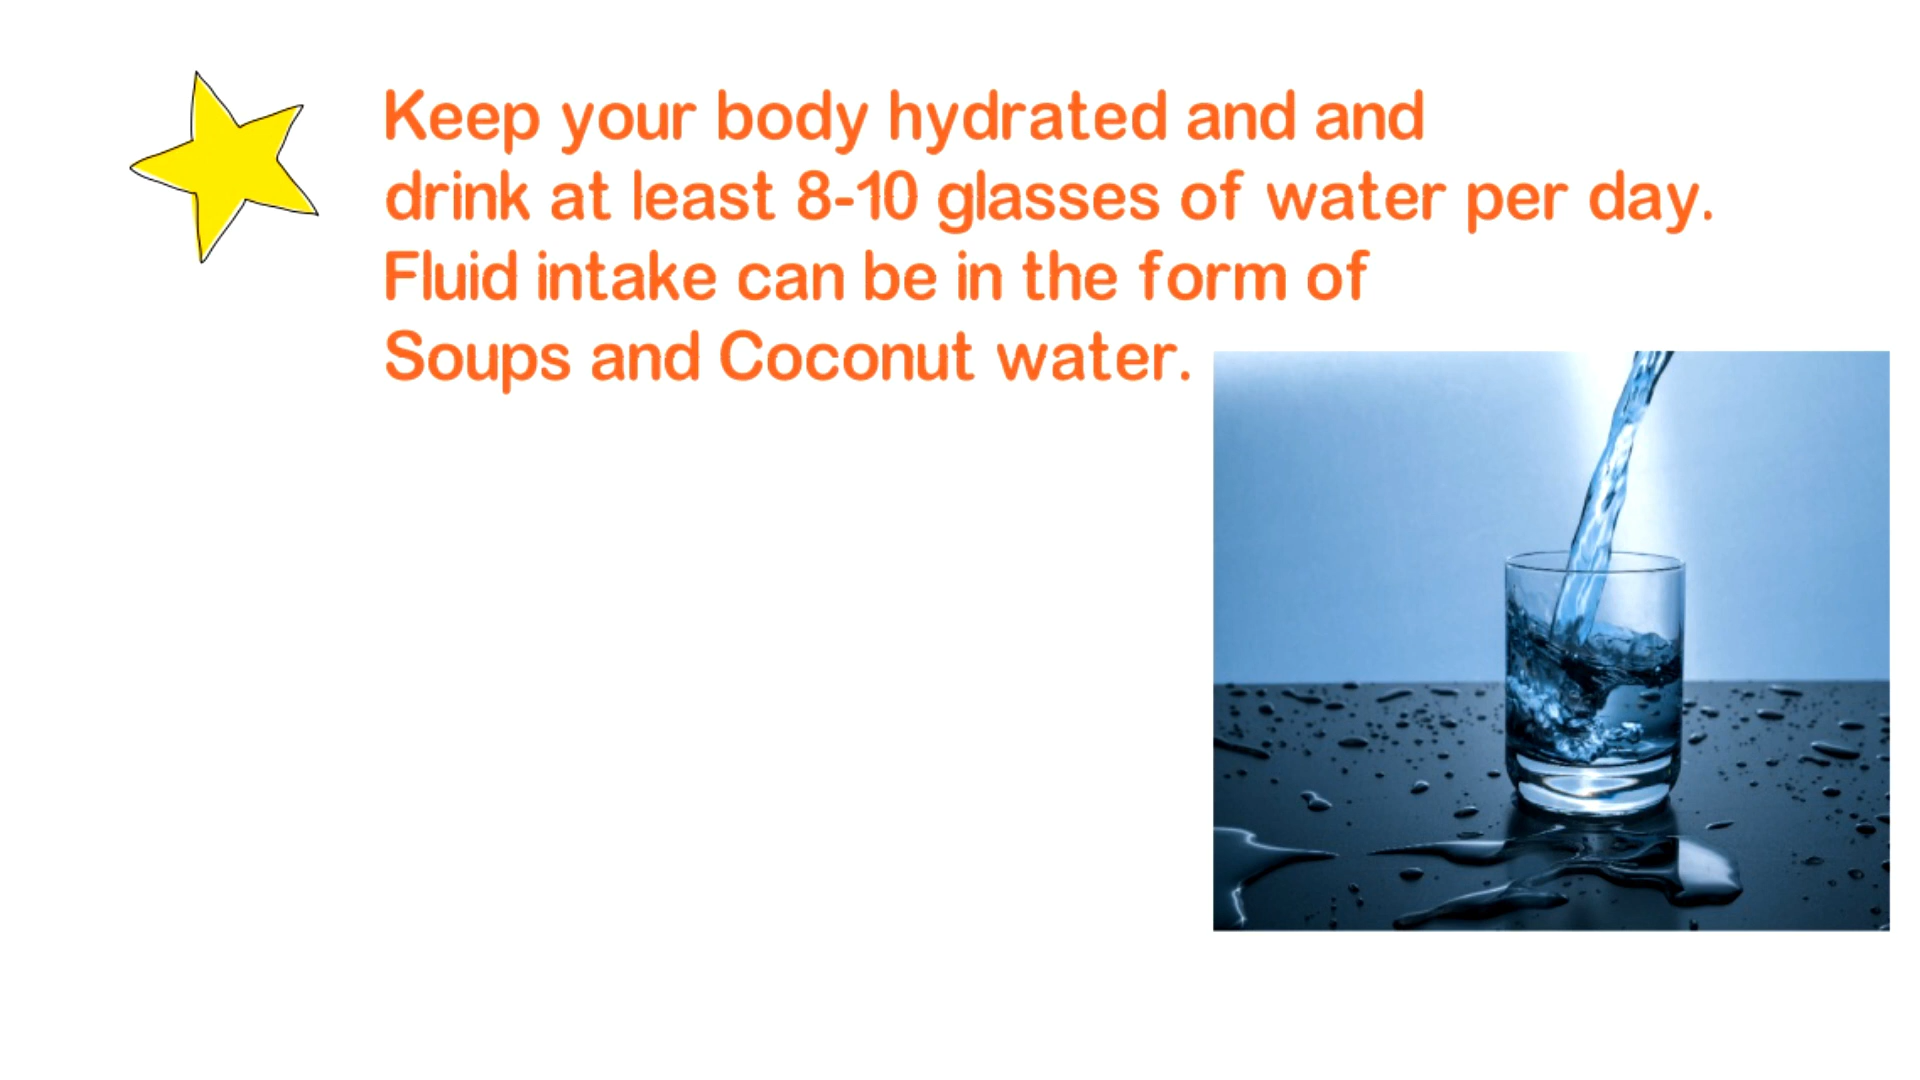 Keep your body hydrated and and
drink at least 8-10 glasses of water per day.
Fluid intake can be in the form of
Soups and Coconut water.